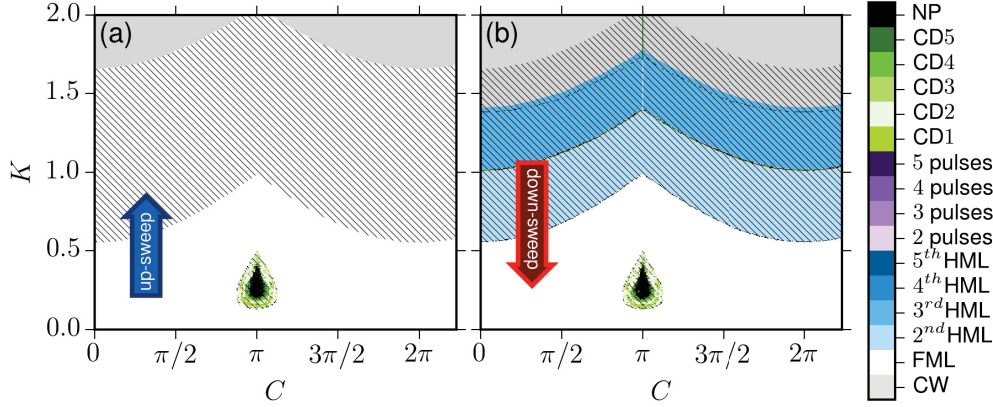 (a)
(b)
2.0
1.5
1.0
0.5
0.0
K
up-sweep
down-sweep
0 π/2 π 3π/2 2π
0 π/2 π 3π/2 2π
C
C
NP
CD5
CD4
CD3
CD2
CD1
5 pulses
4 pulses
3 pulses
2 pulses
5th HML
4th HML
3rd HML
2nd HML
FML
CW